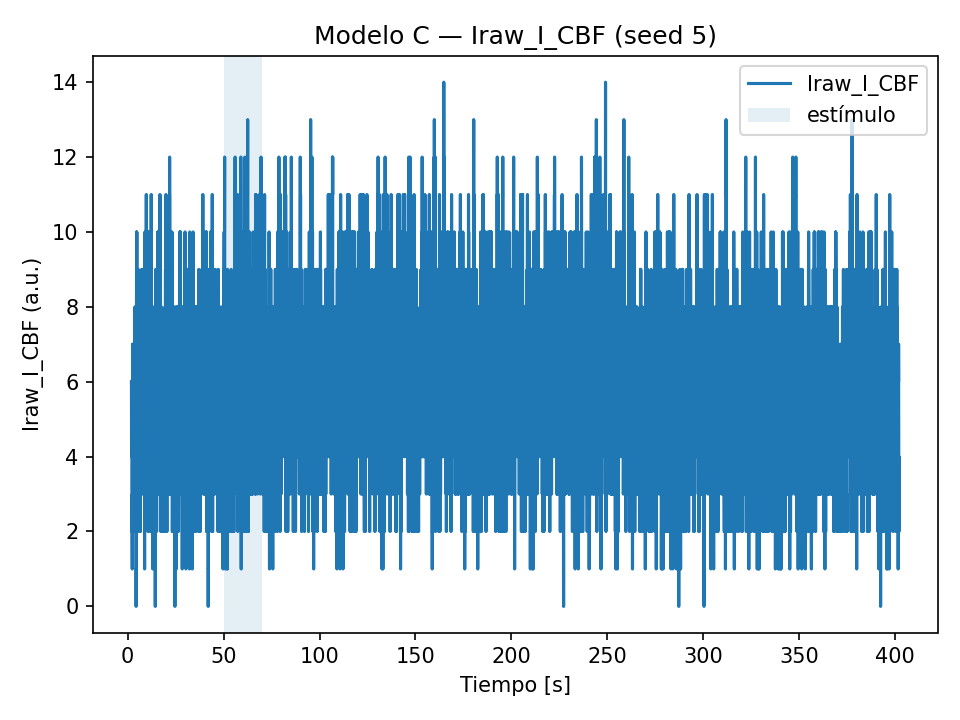 Modelo C — Iraw_I_CBF (seed 5)
Iraw_I_CBF
estímulo
14
12
10
8
6
4
2
0
Iraw_I_CBF (a.u.)
0 50 100 150 200 250 300 350 400
Tiempo [s]